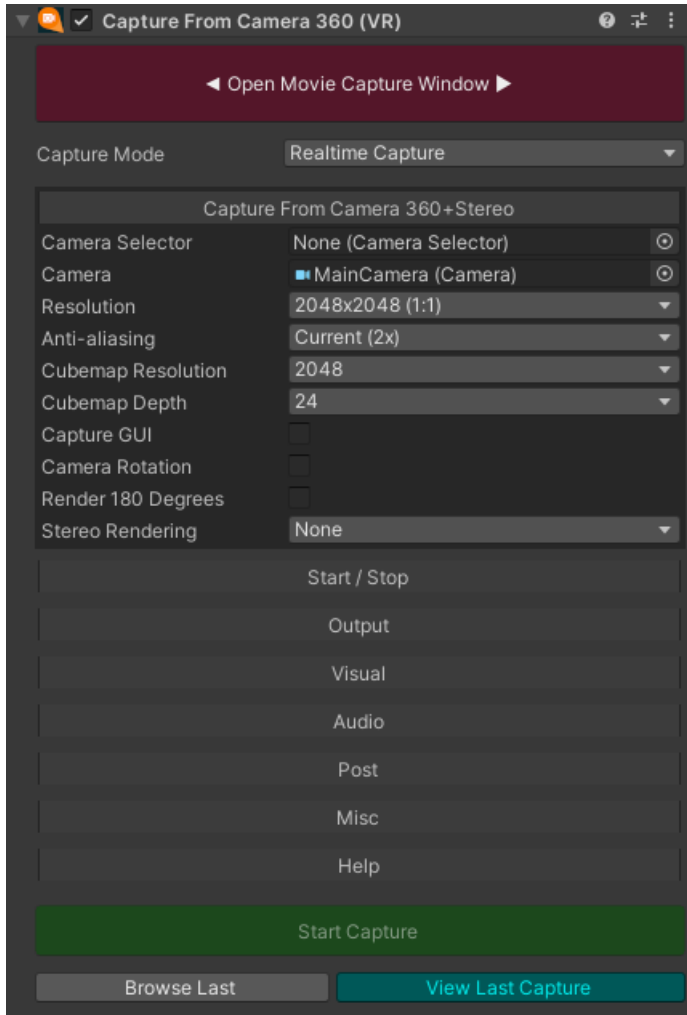 Capture From Camera 360 (VR)
◄ Open Movie Capture Window ►
Capture Mode Realtime Capture
Capture From Camera 360+Stereo
Camera Selector None (Camera Selector)
Camera MainCamera (Camera)
Resolution 2048x2048 (1:1)
Anti-aliasing Current (2x)
Cubemap Resolution 2048
Cubemap Depth 24
Capture GUI
Camera Rotation
Render 180 Degrees
Stereo Rendering None
Start / Stop
Output
Visual
Audio
Post
Misc
Help
Start Capture
Browse Last View Last Capture